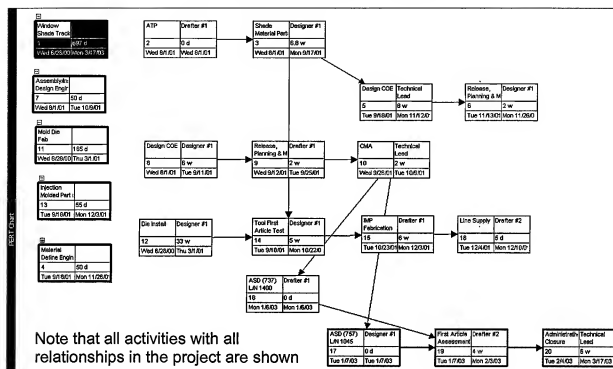 PERT Chart
Window Shade Track
Wed 6/28/00 Mon 3/17/03
ATP Drafter #1
2 0 d
Wed 8/1/01 Wed 8/1/01
Shade Material Part Designer #1
3 6.8 w
Wed 8/1/01 Mon 9/17/01
Design Engin
7 50 d
Wed 8/1/01 Tue 10/9/01
Design COE Technical Lead
5 8 w
Tue 9/18/01 Mon 11/12/01
Release, Planning & M Designer #1
6 2 w
Tue 11/13/01 Mon 11/26/0
Mold Die Fab
11 165 d
Wed 6/28/00 Thu 3/1/01
Design COE Designer #1
8 6 w
Wed 8/1/01 Tue 9/11/01
Release, Planning & M Drafter #1
9 2 w
Wed 9/12/01 Tue 9/25/01
CMA Technical Lead
10 2 w
Wed 9/26/01 Tue 10/9/01
Injection Molded Part
13 55 d
Tue 9/18/01 Mon 12/3/01
Die Install Designer #1
12 33 w
Wed 6/28/00 Thu 3/1/01
Tool First Article Test Designer #1
14 5 w
Tue 9/18/01 Mon 10/22/0
IMP Fabrication Drafter #1
15 6 w
Tue 10/23/01 Mon 12/3/01
Line Supply Drafter #2
5 d
Tue 12/4/01 Mon 12/10/
Material Define Engin
4 50 d
Tue 9/18/01 Mon 11/26/01
ASD (737) L/N 1400 Drafter #1
0 d
Mon 1/6/03 Mon 1/6/03
ASD (757) L/N 1045 Designer #1
17 0 d
Tue 1/7/03 Tue 1/7/03
First Article Assessment Drafter #2
19 4 w
Tue 1/7/03 Mon 2/3/03
Closure Technical Lead
20 6 w
Tue 2/4/03 Mon 3/17/03
Note that all activities with all
relationships in the project are shown